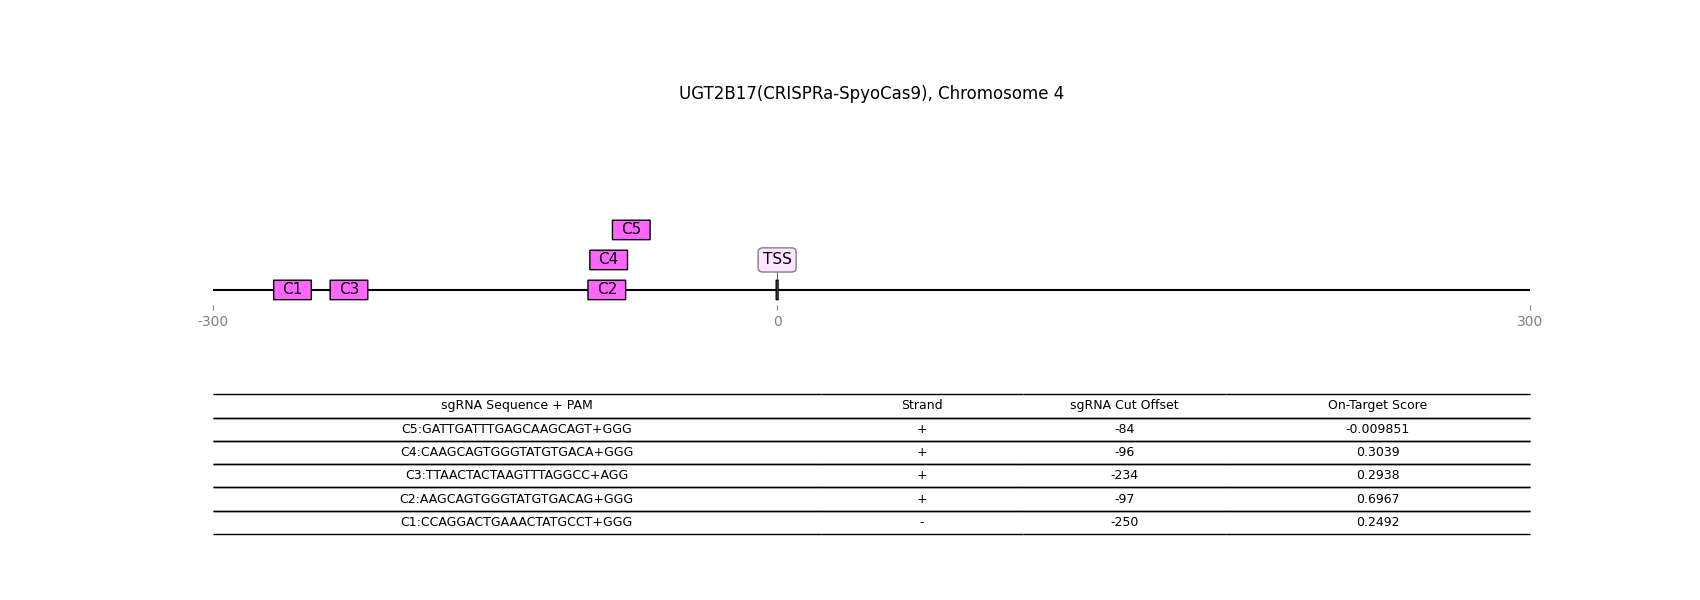 UGT2B17(CRISPRa-SpyoCas9), Chromosome 4
C5
C4 TSS
C1 C3 C2
-300 0 300
sgRNA Sequence + PAM Strand sgRNA Cut Offset On-Target Score
C5:GATTGATTTGAGCAAGCAGT+GGG + -84 -0.009851
C4:CAAGCAGTGGGTATGTGACA+GGG + -96 0.3039
C3:TTAACTACTAAGTTTAGGCC+AGG + -234 0.2938
C2:AAGCAGTGGGTATGTGACAG+GGG + -97 0.6967
C1:CCAGGACTGAAACTATGCCT+GGG - -250 0.2492